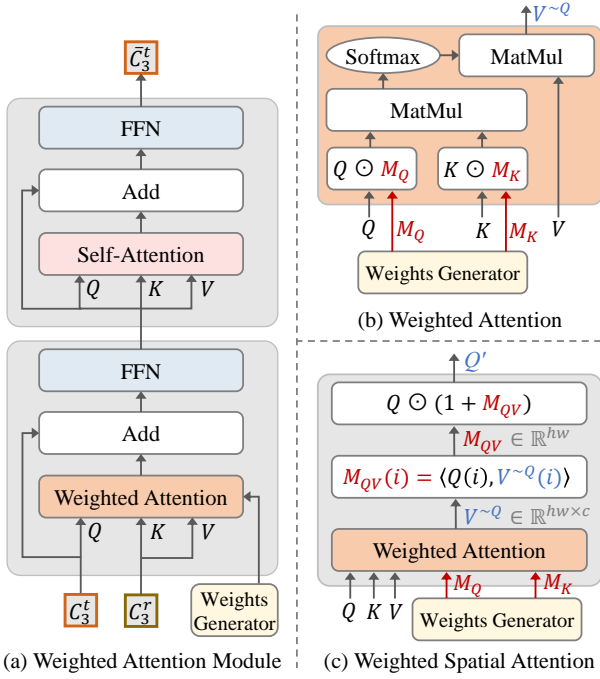 C̄₃ᵗ
FFN
Add
Self-Attention
Q K V
FFN
Add
Weighted Attention
Q K V
C₃ᵗ C₃ʳ
Weights
Generator
(a) Weighted Attention Module
V^~Q
Softmax
MatMul
MatMul
Q ⊙ M_Q
K ⊙ M_K
Q M_Q K M_K V
Weights Generator
(b) Weighted Attention
Q′
Q ⊙ (1 + M_QV)
M_QV ∈ ℝ^hw
M_QV(i) = ⟨Q(i), V^~Q(i)⟩
V^~Q ∈ ℝ^hw×c
Weighted Attention
Q K V M_Q M_K
Weights Generator
(c) Weighted Spatial Attention